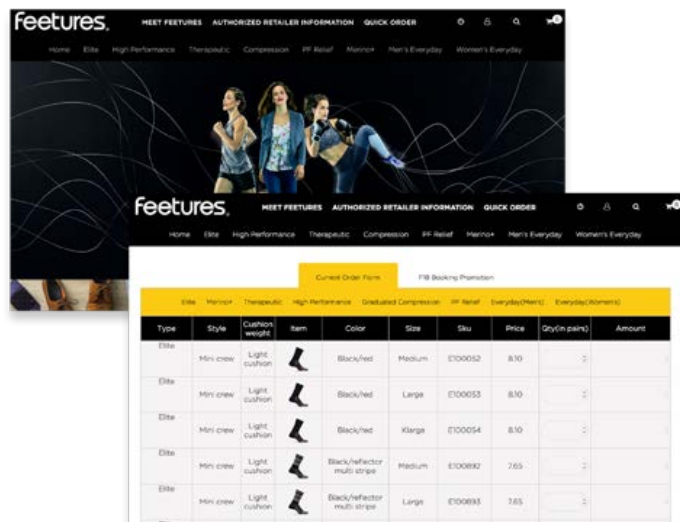 feetures.
MEET FEETURES AUTHORIZED RETAILER INFORMATION QUICK ORDER
0
Home Elite High Performance Therapeutic Compression PF Relief Merino+ Men's Everyday Women's Everyday
feetures.
MEET FEETURES AUTHORIZED RETAILER INFORMATION QUICK ORDER
0
Home Elite High Performance Therapeutic Compression PF Relief Merino+ Men's Everyday Women's Everyday
Current Order Form F18 Booking Promotion
Elite Merino+ Therapeutic High Performance Graduated Compression PF Relief Everyday(Men's) Everyday(Women's)
Type Style Cushion weight Item Color Size Sku Price Qty(in pairs) Amount
Elite Mini crew Light cushion Black/red Medium E100052 8.10
Elite Mini crew Light cushion Black/red Large E100053 8.10
Elite Mini crew Light cushion Black/red Xlarge E100054 8.10
Elite Mini crew Light cushion Black/reflector multi stripe Medium E100892 7.65
Elite Mini crew Light cushion Black/reflector multi stripe Large E100893 7.65